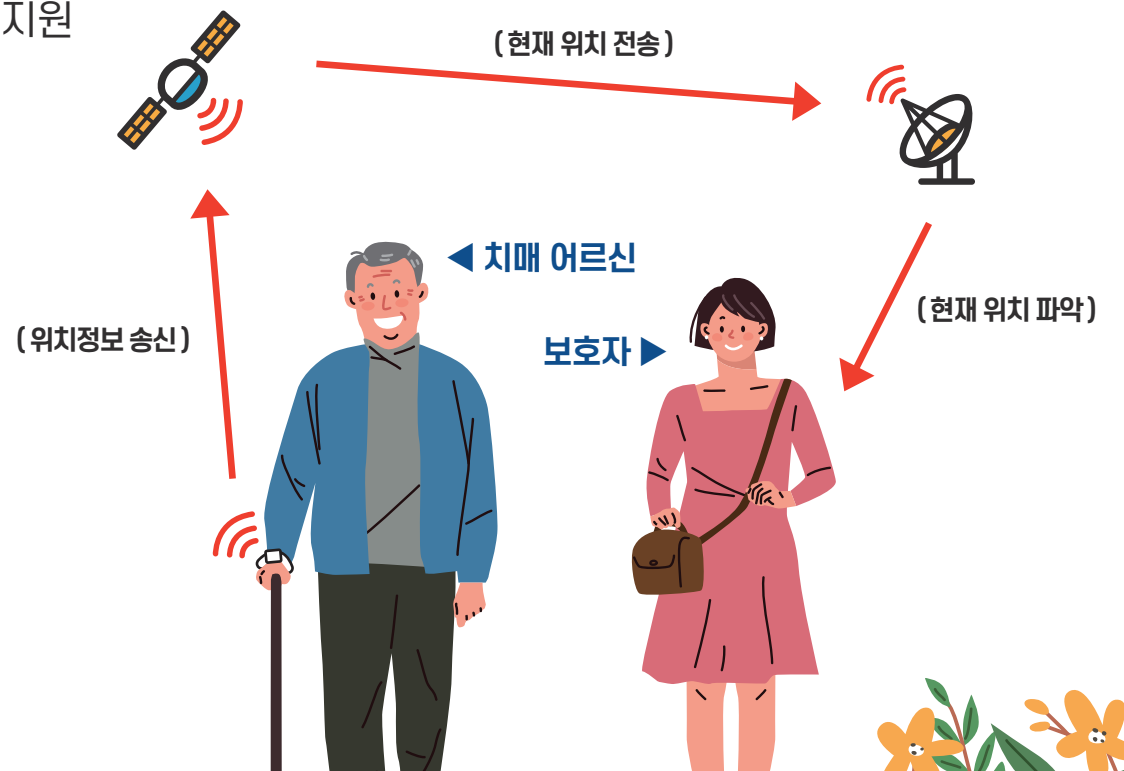 지원
( 현재 위치 전송 )
◀ 치매 어르신
( 현재 위치 파악 )
( 위치정보 송신 )
보호자 ▶